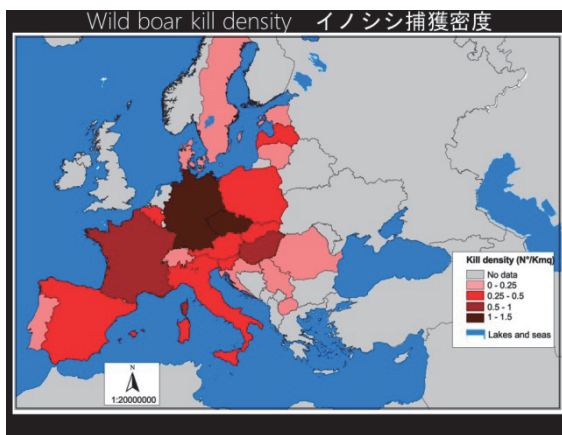 Wild boar kill density イノシシ捕獲密度
Kill density (N°/Kmq)
No data
0 - 0.25
0.25 - 0.5
0.5 - 1
1 - 1.5
Lakes and seas
N
1:20000000